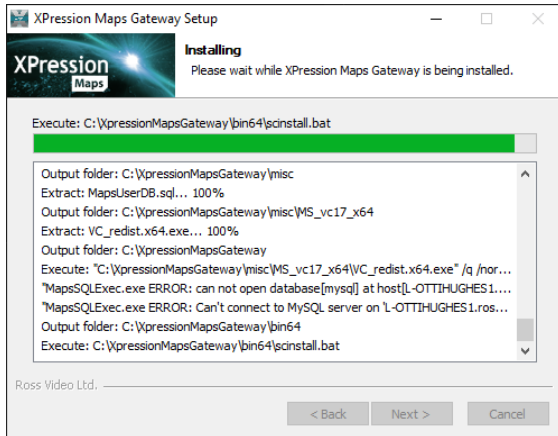 XPression Maps Gateway Setup
XPression
Maps
Installing
Please wait while XPression Maps Gateway is being installed.
Execute: C:\XpressionMapsGateway\bin64\scinstall.bat
Output folder: C:\XpressionMapsGateway\misc
Extract: MapsUserDB.sql... 100%
Output folder: C:\XpressionMapsGateway\misc\MS_vc17_x64
Extract: VC_redist.x64.exe... 100%
Output folder: C:\XpressionMapsGateway
Execute: "C:\XpressionMapsGateway\misc\MS_vc17_x64\VC_redist.x64.exe" /q /nor...
"MapsSQLExec.exe ERROR: can not open database[mysql] at host[L-OTTIHUGHES1....
"MapsSQLExec.exe ERROR: Can't connect to MySQL server on 'L-OTTIHUGHES1.ros...
Output folder: C:\XpressionMapsGateway\bin64
Execute: C:\XpressionMapsGateway\bin64\scinstall.bat
Ross Video Ltd.
< Back Next > Cancel